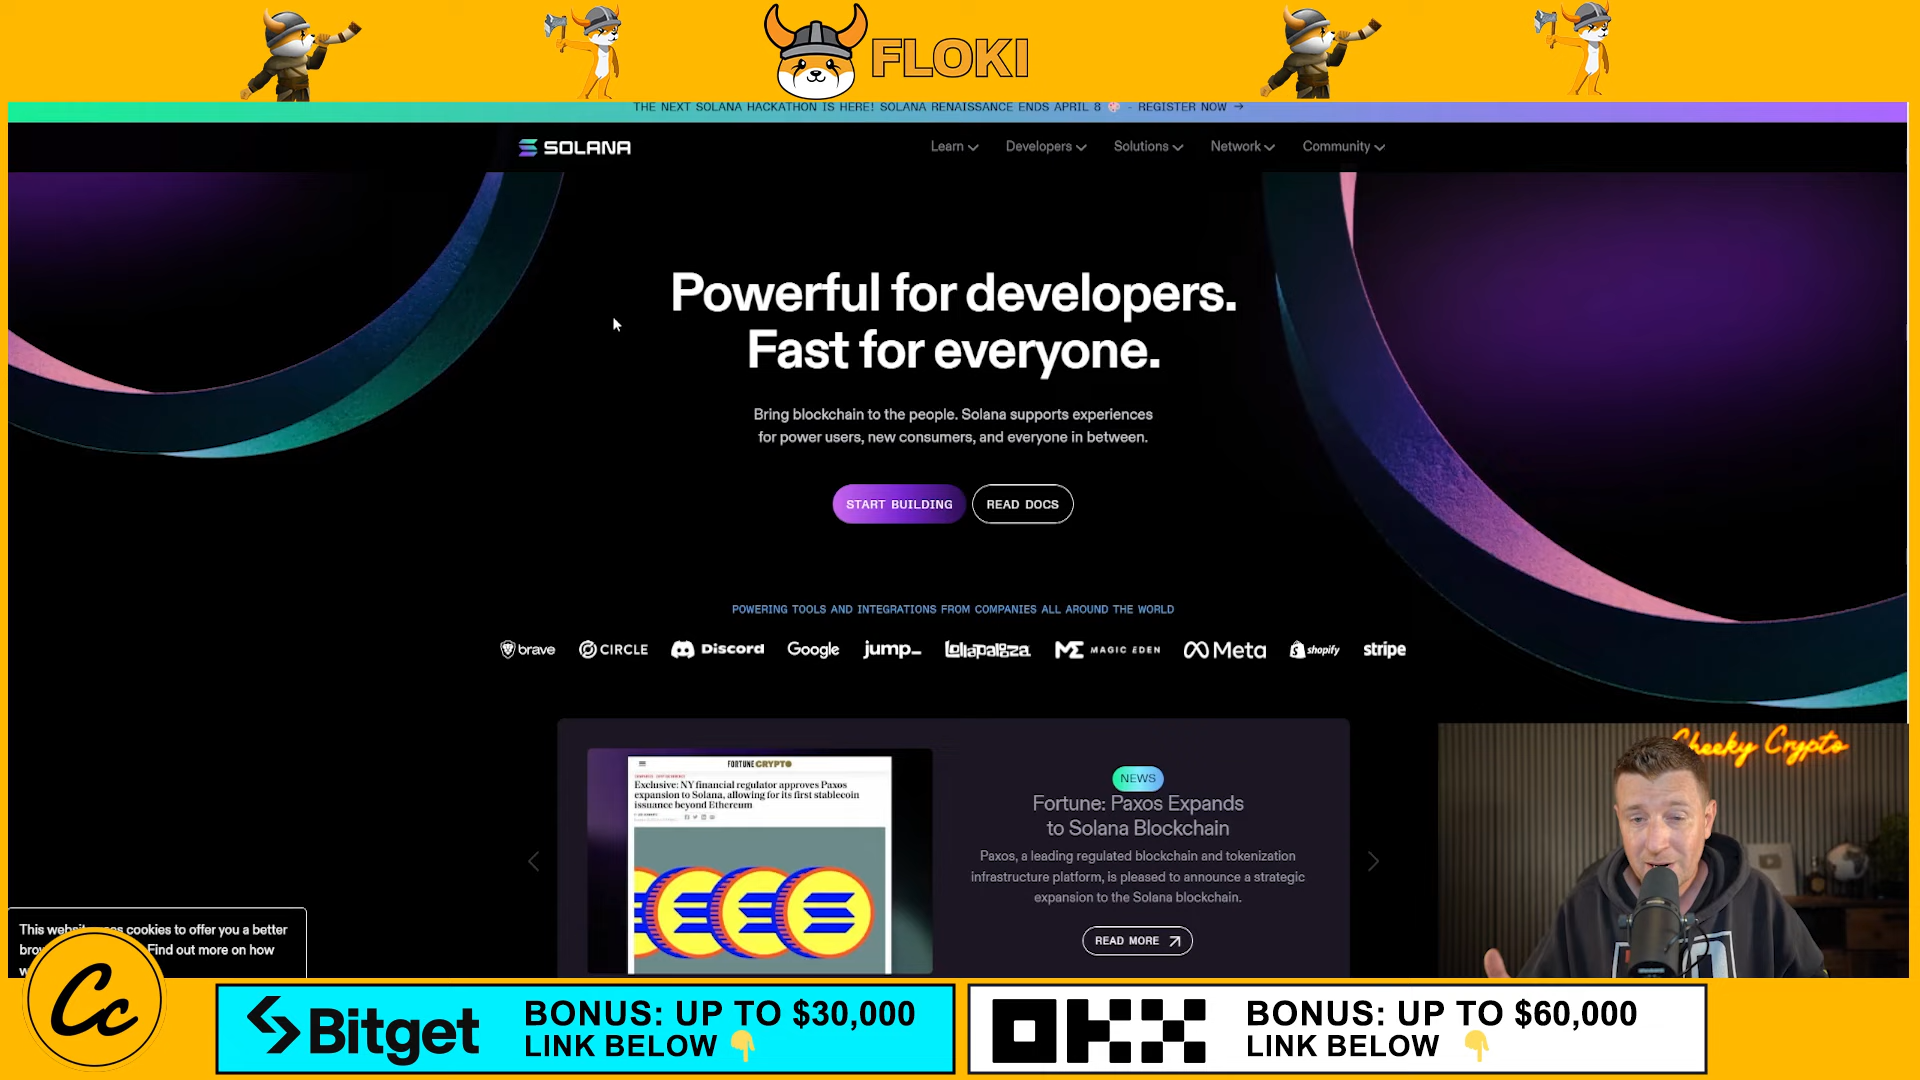 FLOKI
THE NEXT SOLANA HACKATHON IS HERE! SOLANA RENAISSANCE ENDS APRIL 8 - REGISTER NOW →
SOLANA
Learn Developers Solutions Network Community
Powerful for developers.
Fast for everyone.
Bring blockchain to the people. Solana supports experiences
for power users, new consumers, and everyone in between.
START BUILDING READ DOCS
POWERING TOOLS AND INTEGRATIONS FROM COMPANIES ALL AROUND THE WORLD
brave CIRCLE Discord Google jump_ Lollapalooza ME MAGIC EDEN Meta shopify stripe
FORTUNE CRYPTO
Exclusive: NY financial regulator approves Paxos
expansion to Solana, allowing for its first stablecoin
issuance beyond Ethereum
NEWS
Fortune: Paxos Expands
to Solana Blockchain
Paxos, a leading regulated blockchain and tokenization
infrastructure platform, is pleased to announce a strategic
expansion to the Solana blockchain.
READ MORE
Cheeky Crypto
This website cookies to offer you a better
Find out more on how
Cc
Bitget
BONUS: UP TO $30,000
LINK BELOW
OKX
BONUS: UP TO $60,000
LINK BELOW